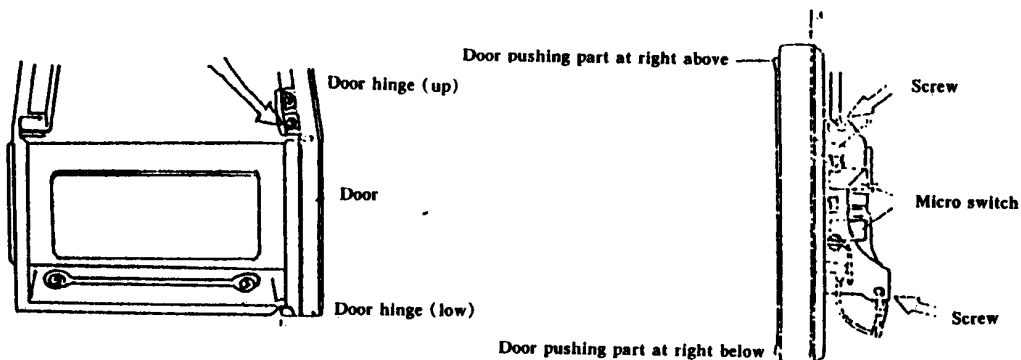 Door hinge (up)
Door
Door hinge (low)
Door pushing part at right above
Screw
Micro switch
Screw
Door pushing part at right below